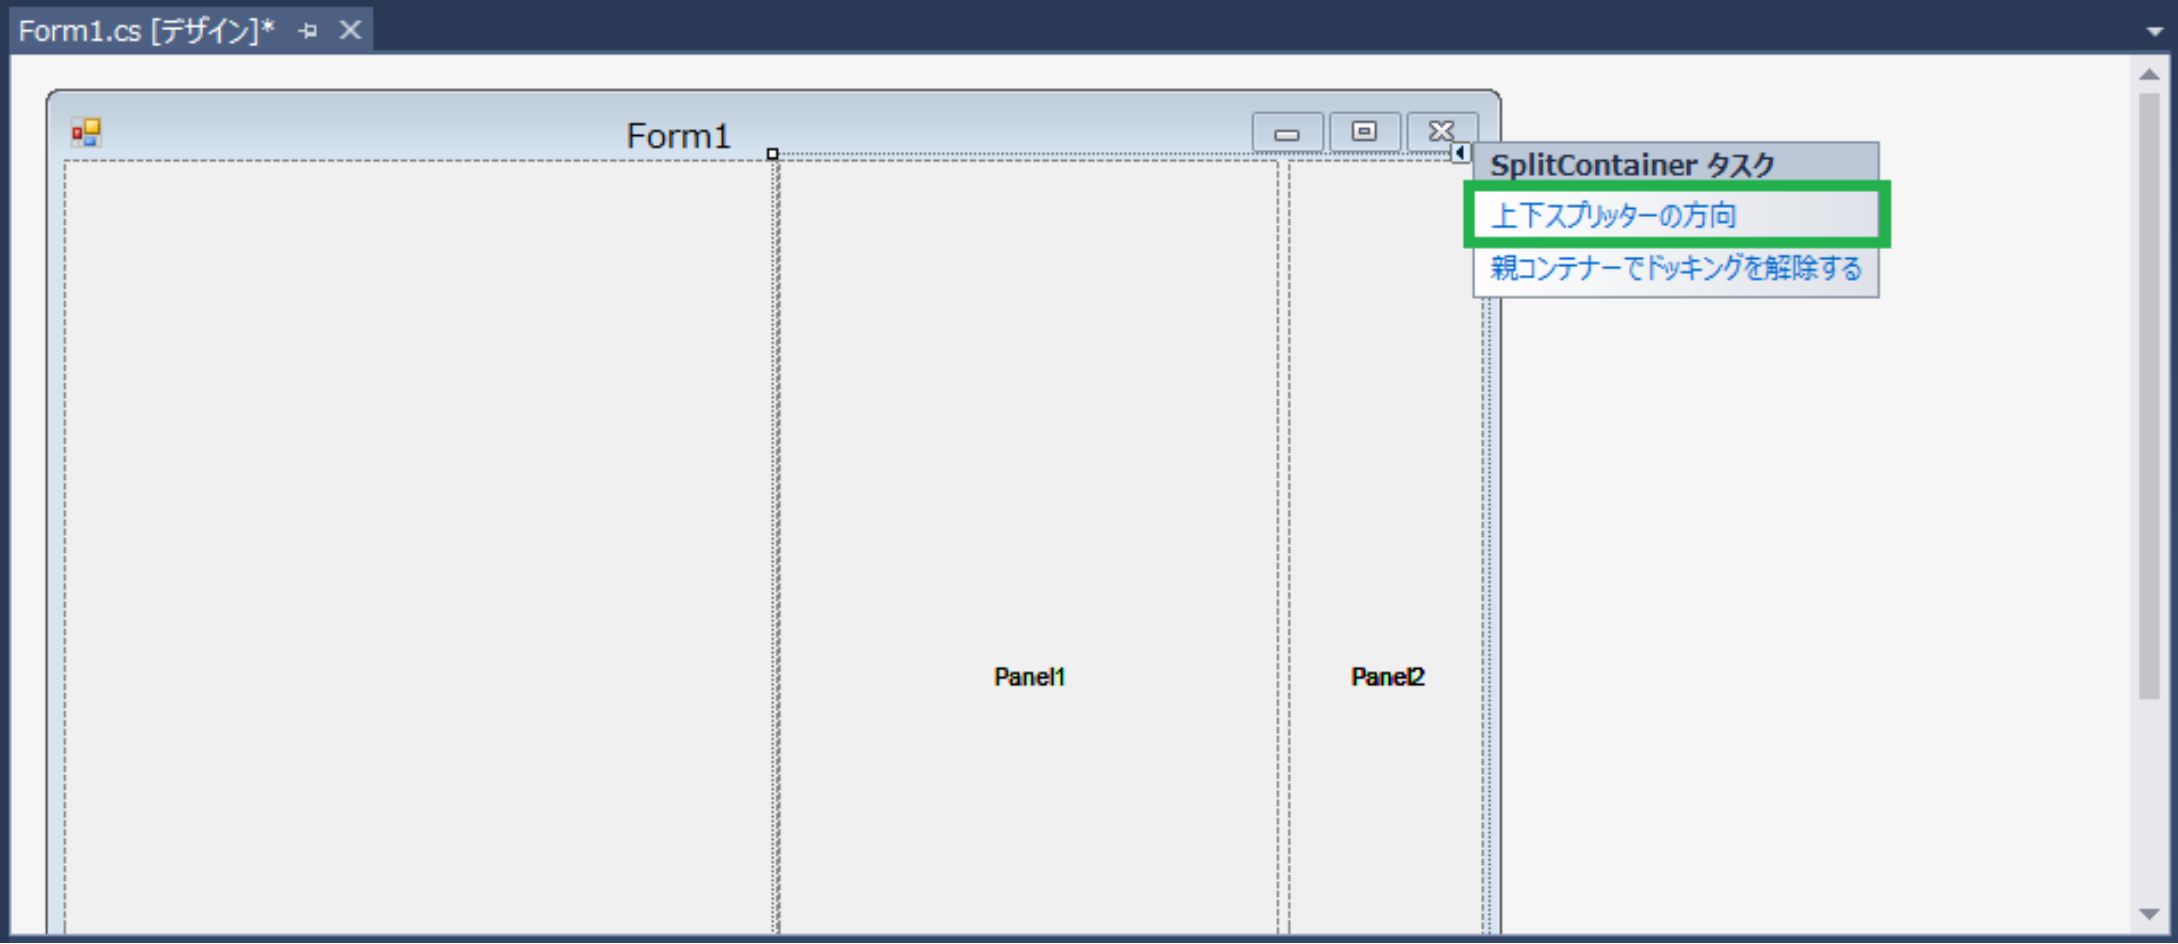 Form1.cs [デザイン]*
Form1
SplitContainer タスク
上下スプリッターの方向
親コンテナーでドッキングを解除する
Panel1
Panel2